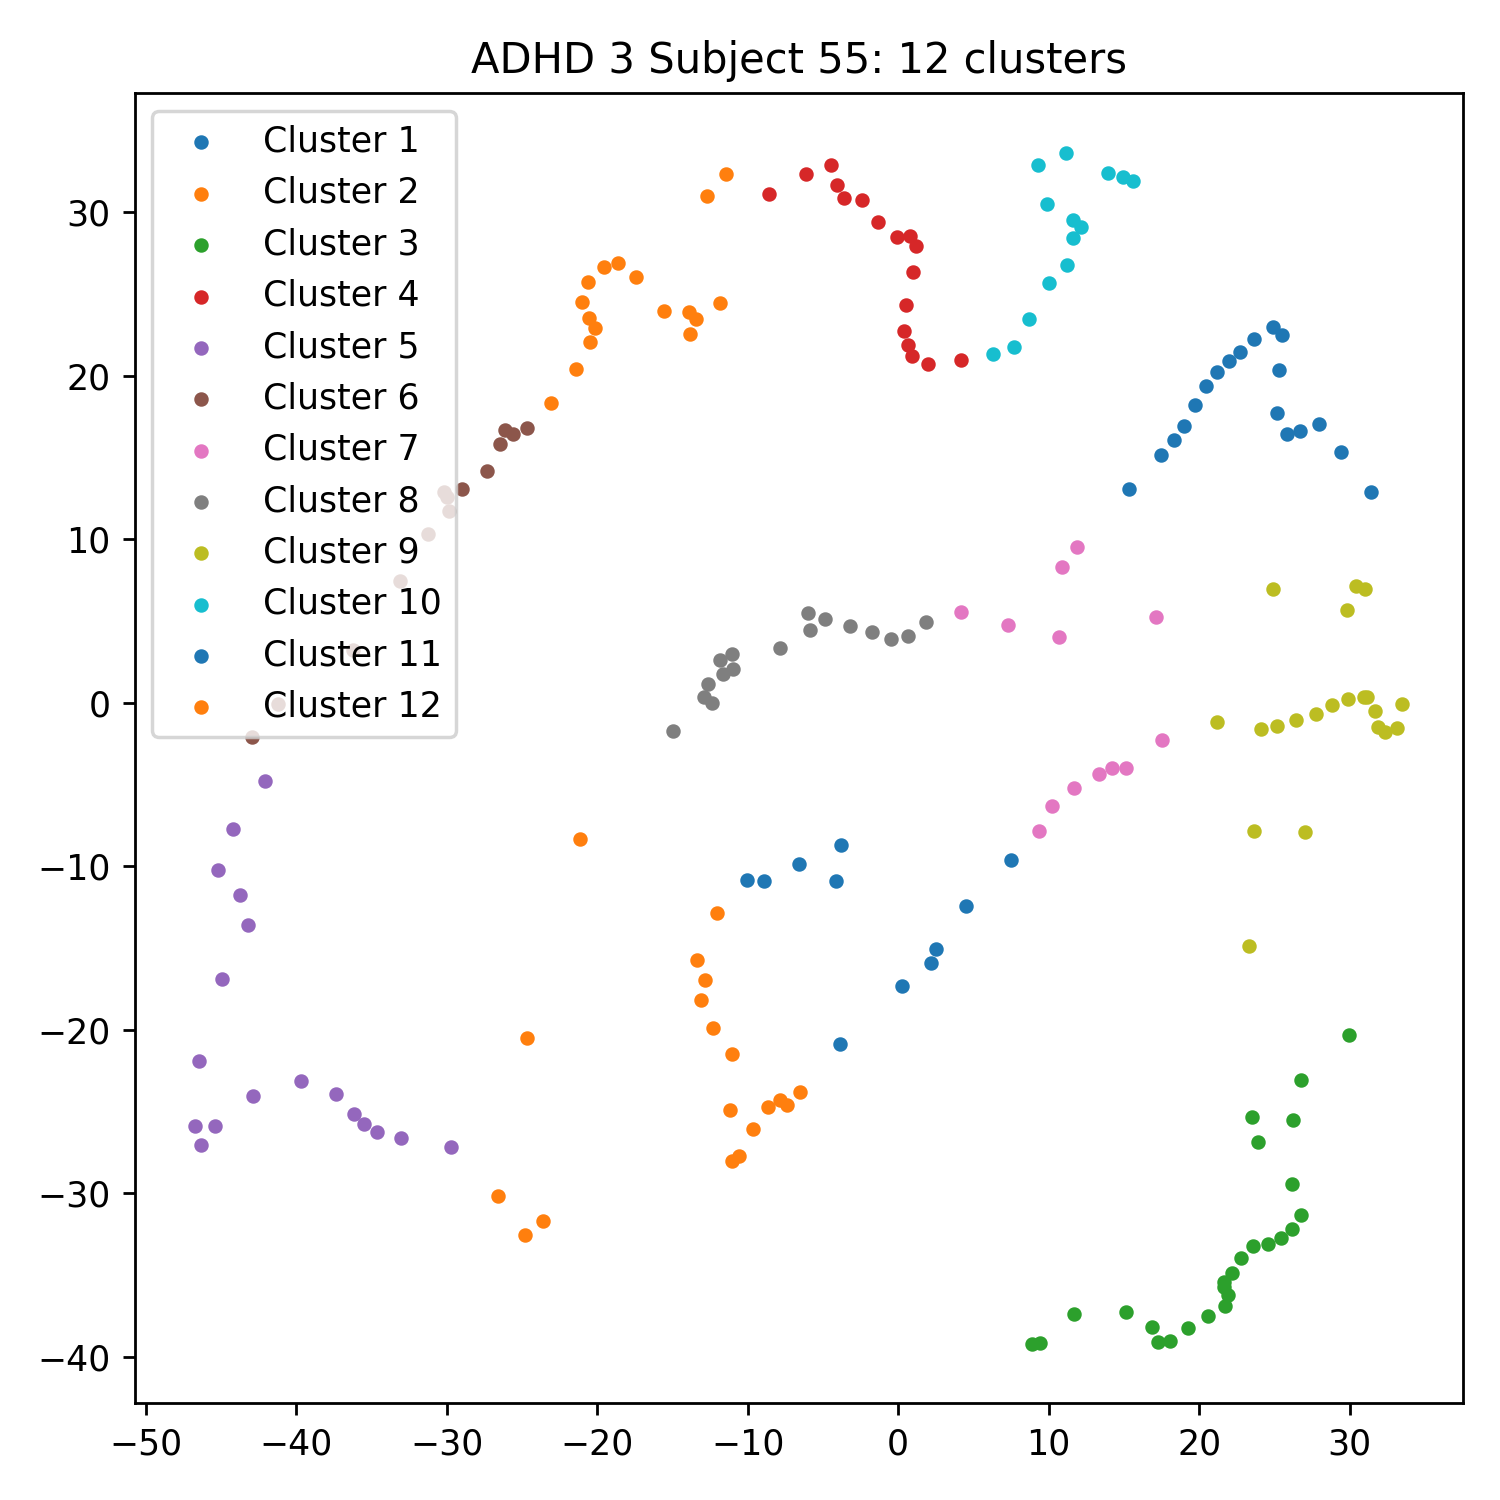 ADHD 3 Subject 55: 12 clusters
Cluster 1
Cluster 2
Cluster 3
Cluster 4
Cluster 5
Cluster 6
Cluster 7
Cluster 8
Cluster 9
Cluster 10
Cluster 11
Cluster 12
30
20
10
0
−10
−20
−30
−40
−50 −40 −30 −20 −10 0 10 20 30